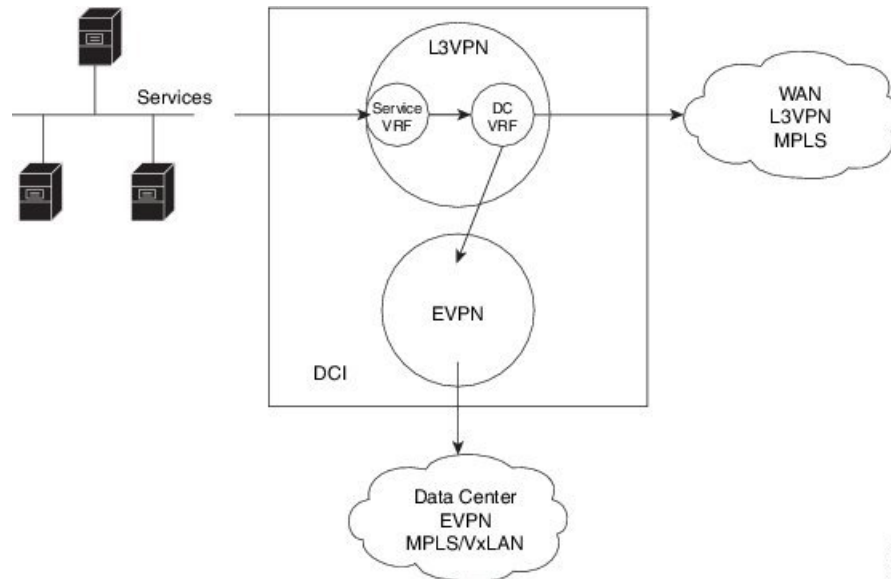 L3VPN
Services
Service
VRF
DC
VRF
WAN
L3VPN
MPLS
EVPN
DCI
Data Center
EVPN
MPLS/VxLAN